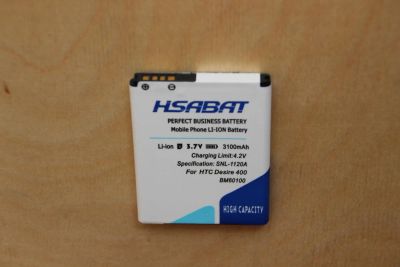 HSABAT
PERFECT BUSINESS BATTERY
Mobile Phone LI-ION Battery
Li-ion 3.7V 3100mAh
Charging Limit:4.2V
Specification: SNL-1120A
For HTC Desire 400
BM60100
HIGH CAPACITY